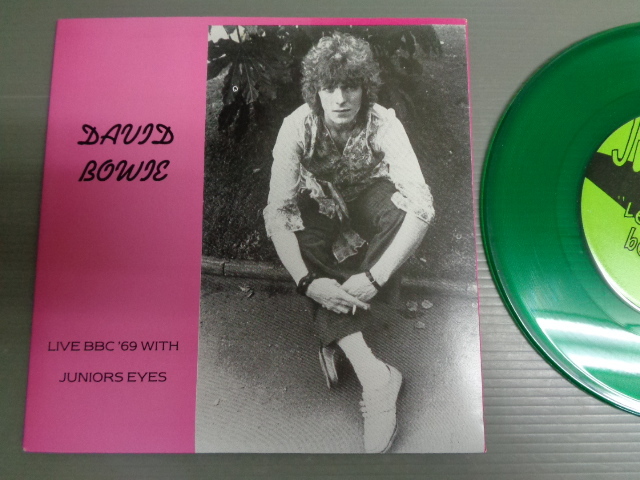 DAVID
BOWIE
LIVE BBC '69 WITH
JUNIORS EYES